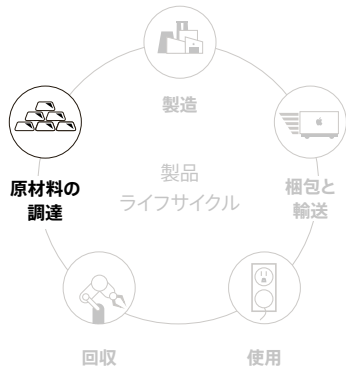 製造
原材料の
調達
製品
ライフサイクル
梱包と
輸送
回収
使用